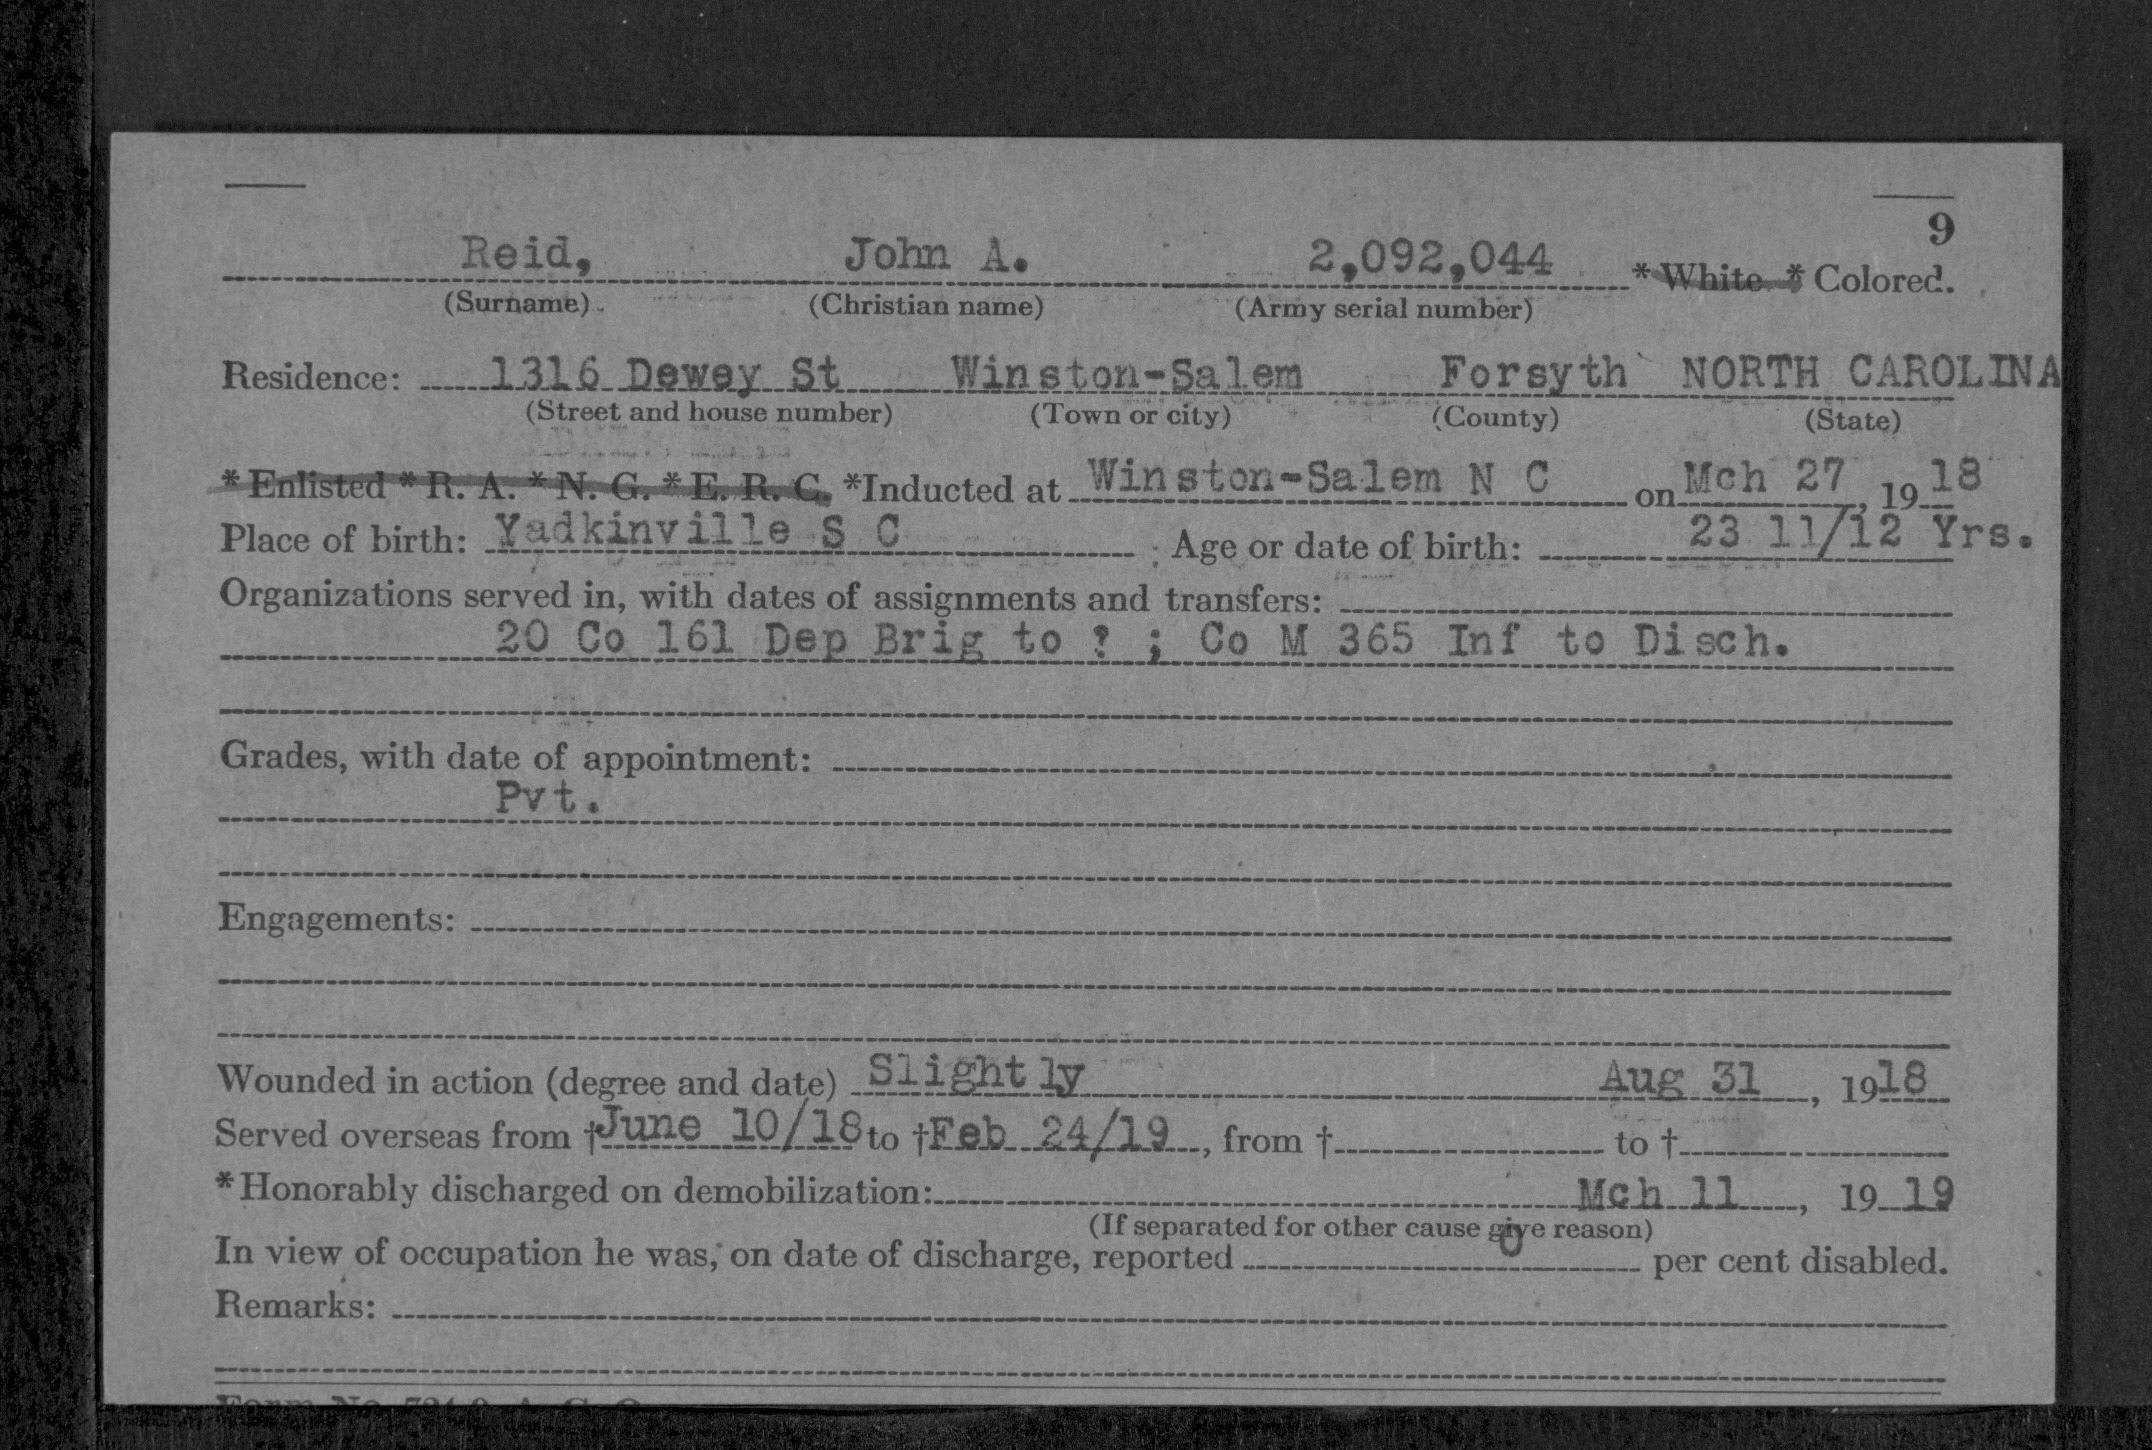 9
Reid, John A. 2,092,044 *White * Colored.
(Surname) (Christian name) (Army serial number)
Residence: 1316 Dewey St Winston-Salem Forsyth NORTH CAROLINA
(Street and house number) (Town or city) (County) (State)
*Enlisted *R. A. *N. G. *E. R. C. *Inducted at Winston-Salem N C on Mch 27, 1918
Place of birth: Yadkinville S C Age or date of birth: 23 11/12 Yrs.
Organizations served in, with dates of assignments and transfers:
20 Co 161 Dep Brig to ? ; Co M 365 Inf to Disch.
Grades, with date of appointment:
Pvt.
Engagements:
Wounded in action (degree and date) Slightly Aug 31, 1918
Served overseas from †June 10/18 to †Feb 24/19, from † to †
*Honorably discharged on demobilization: Mch 11, 19 19
(If separated for other cause give reason)
In view of occupation he was, on date of discharge, reported 0 per cent disabled.
Remarks: